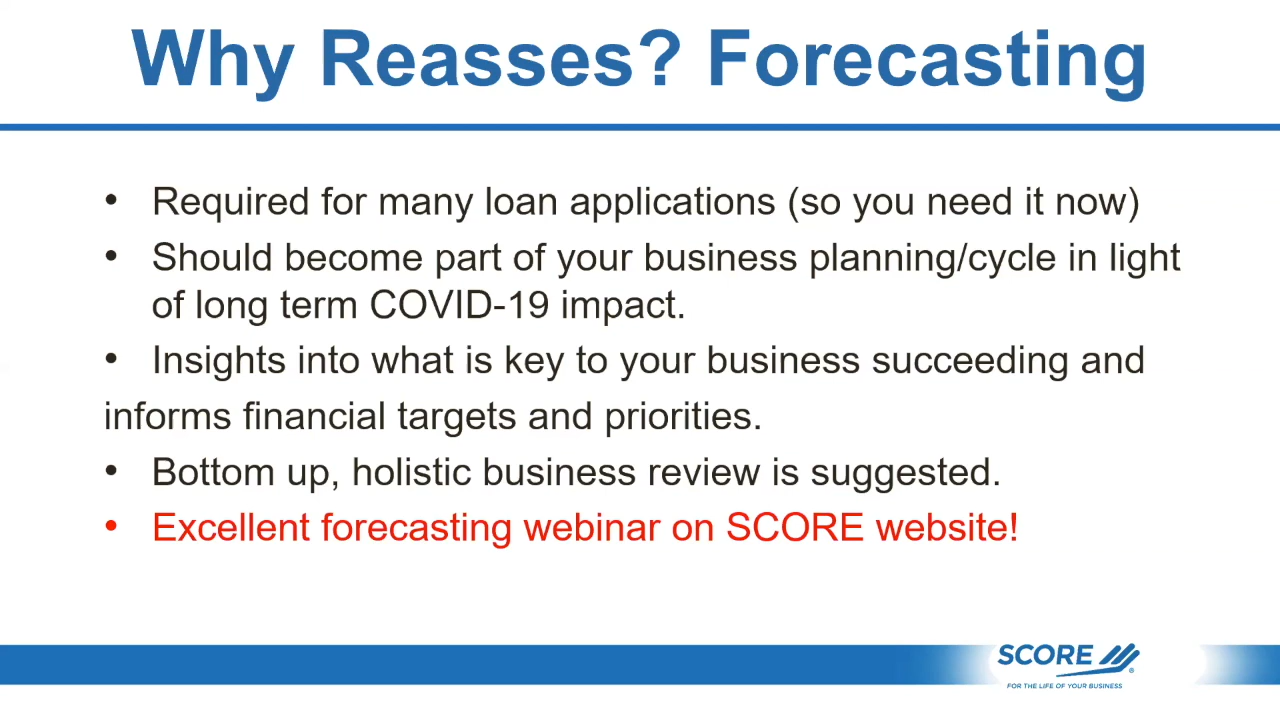 Why Reasses? Forecasting
• Required for many loan applications (so you need it now)
• Should become part of your business planning/cycle in light
of long term COVID-19 impact.
• Insights into what is key to your business succeeding and
informs financial targets and priorities.
• Bottom up, holistic business review is suggested.
• Excellent forecasting webinar on SCORE website!
SCORE
FOR THE LIFE OF YOUR BUSINESS